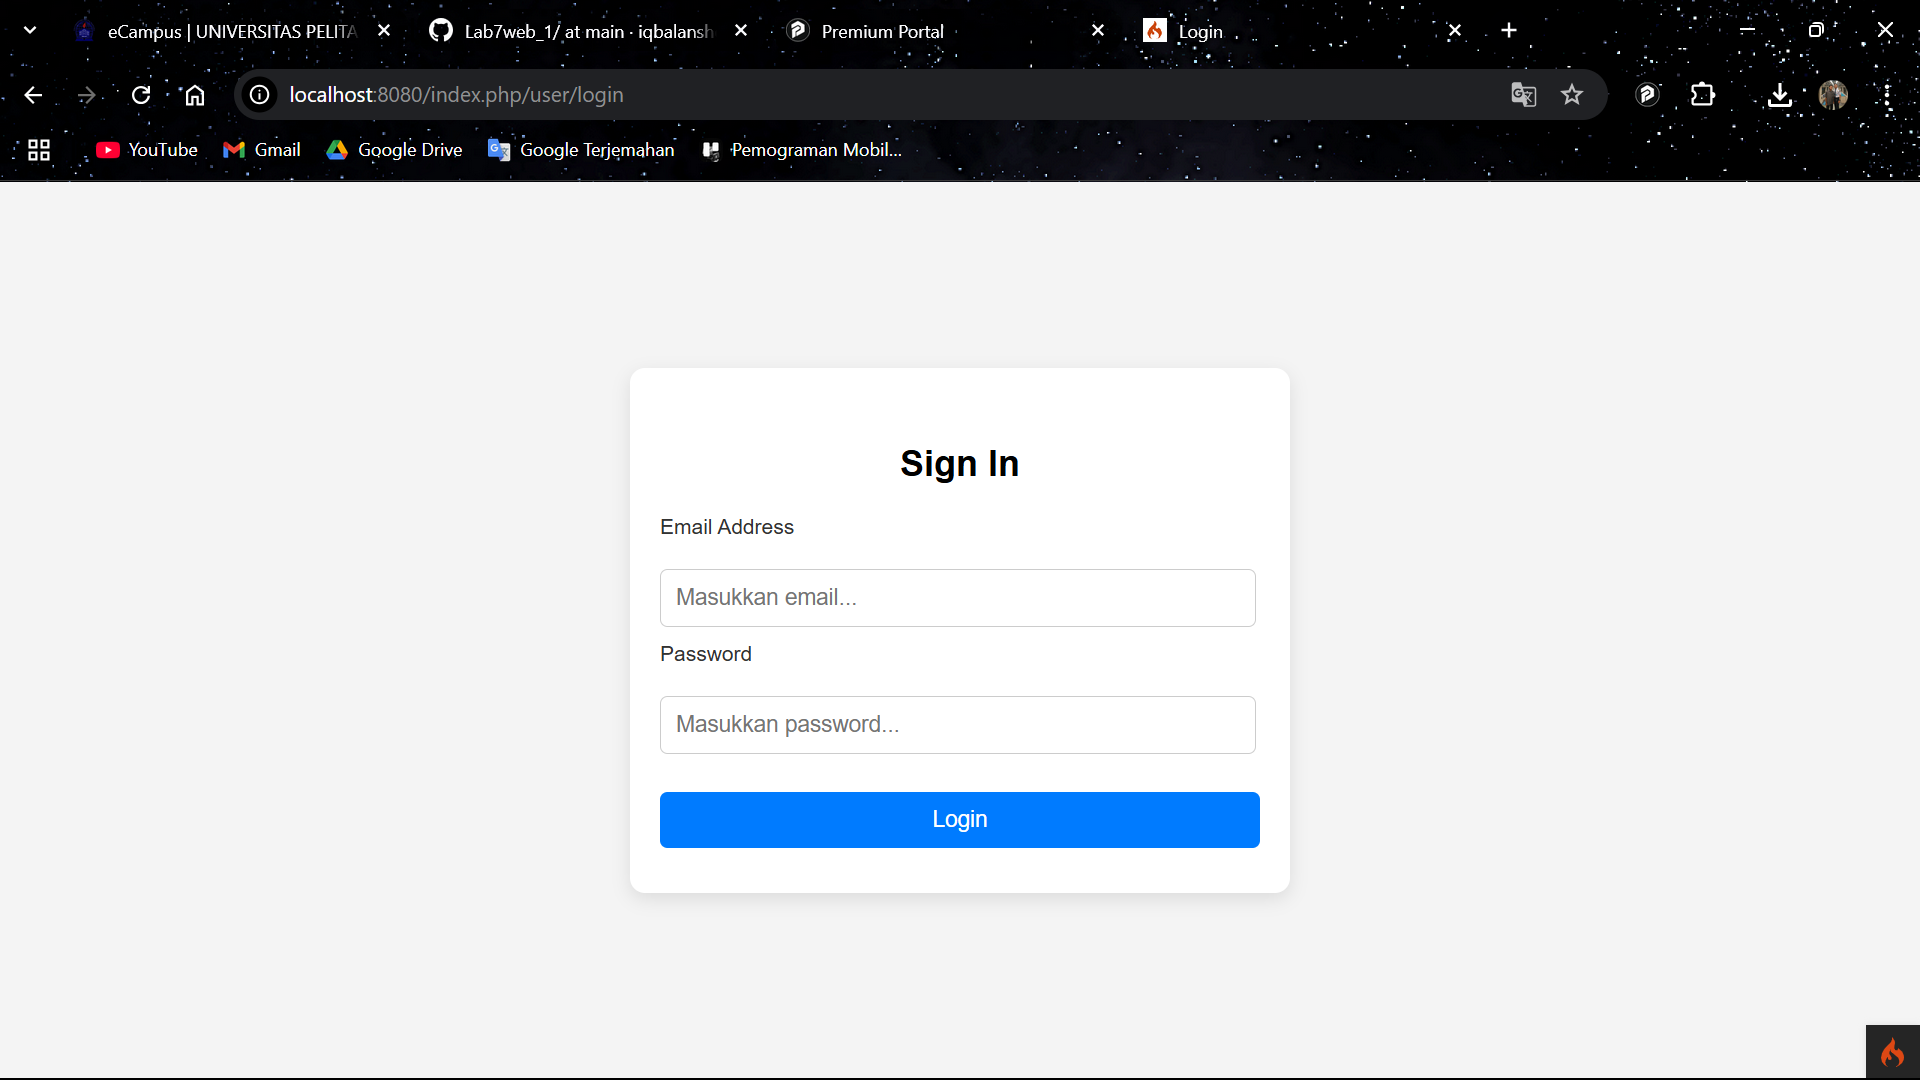 eCampus | UNIVERSITAS PELITA
Lab7web_1/ at main · iqbalansh
Premium Portal
Login
localhost:8080/index.php/user/login
YouTube
Gmail
Google Drive
Google Terjemahan
Pemograman Mobil...
Sign In
Email Address
Masukkan email...
Password
Masukkan password...
Login